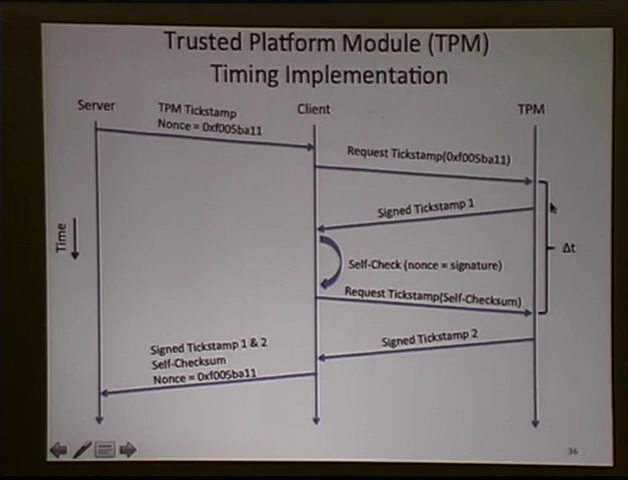 Trusted Platform Module (TPM)
Timing Implementation
Server
TPM Tickstamp
Nonce = 0xf005ba11
Client
TPM
Request Tickstamp(0xf005ba11)
Signed Tickstamp 1
Time
Δt
Self-Check (nonce = signature)
Request Tickstamp(Self-Checksum)
Signed Tickstamp 2
Signed Tickstamp 1 & 2
Self-Checksum
Nonce = 0xf005ba11
36